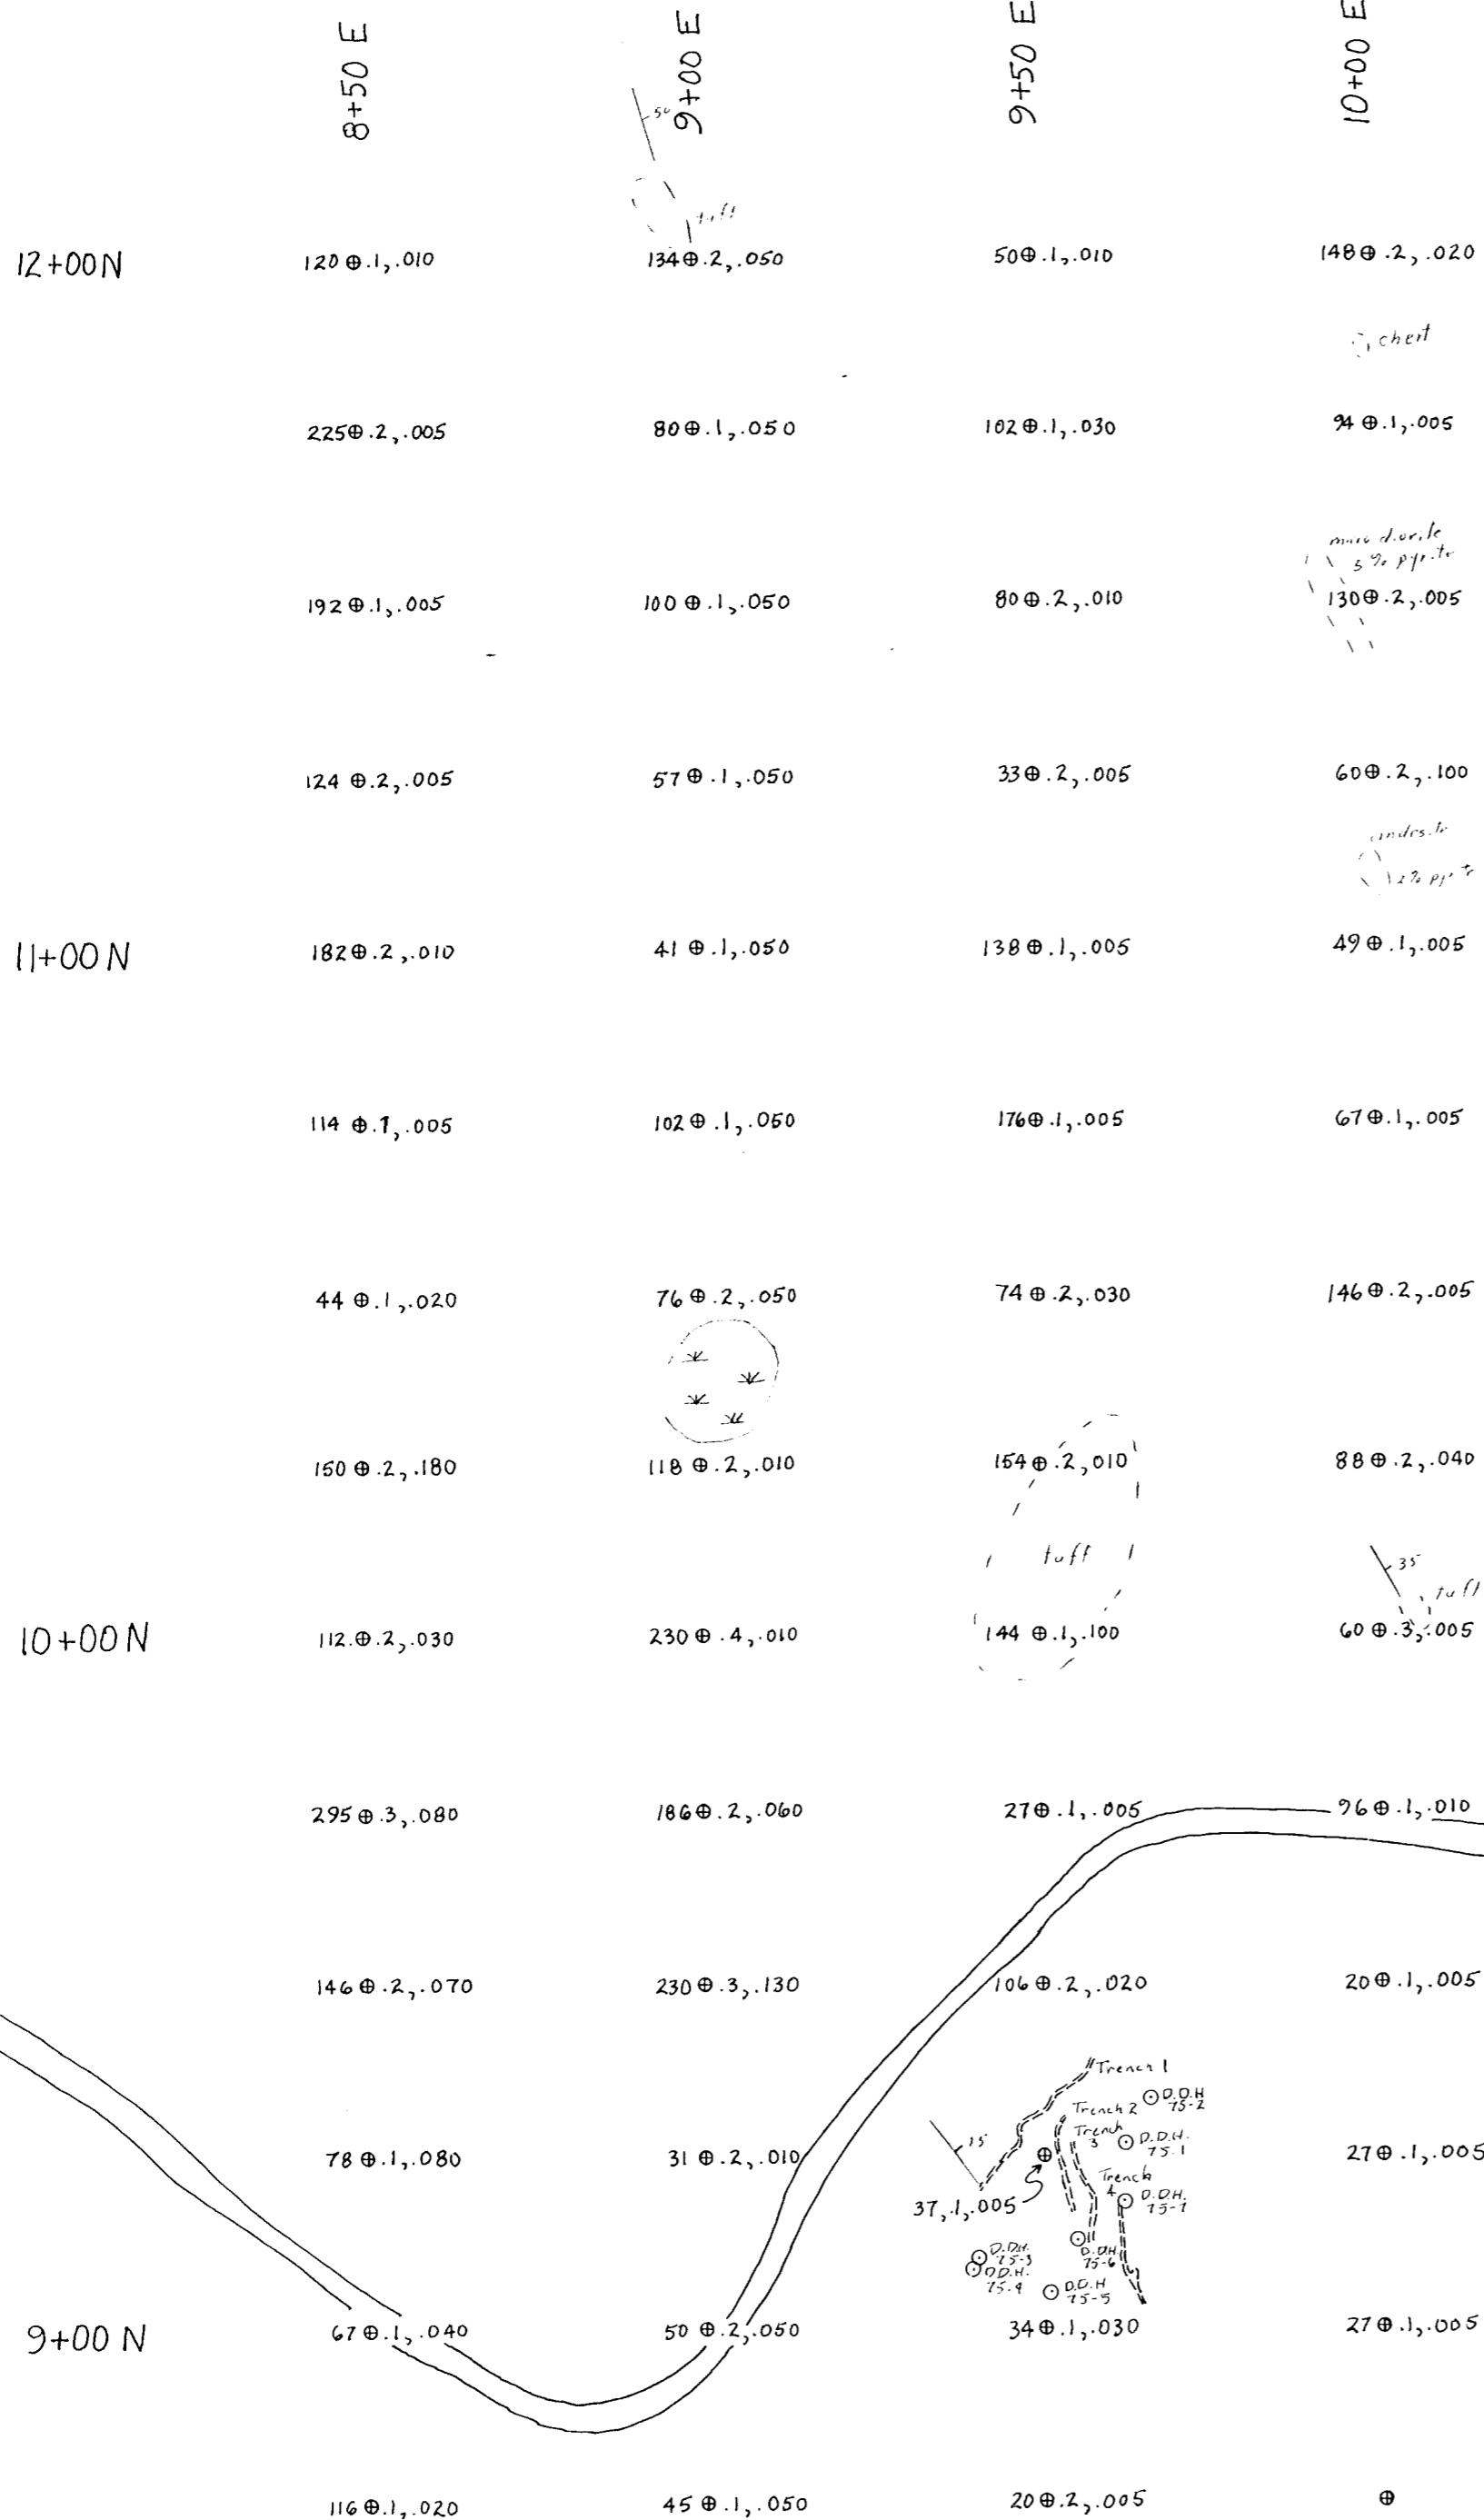 8+50 E
9+00 E
9+50 E
10+00 E
50
tuff
12+00N
120 ⊕ .1, .010
134 ⊕ .2, .050
50 ⊕ .1, .010
148 ⊕ .2, .020
chert
225 ⊕ .2, .005
80 ⊕ .1, .050
102 ⊕ .1, .030
94 ⊕ .1, .005
5% pyrite
192 ⊕ .1, .005
100 ⊕ .1, .050
80 ⊕ .2, .010
130 ⊕ .2, .005
124 ⊕ .2, .005
57 ⊕ .1, .050
33 ⊕ .2, .005
60 ⊕ .2, .100
andesite
11+00N
182 ⊕ .2, .010
41 ⊕ .1, .050
138 ⊕ .1, .005
49 ⊕ .1, .005
114 ⊕ .1, .005
102 ⊕ .1, .050
176 ⊕ .1, .005
67 ⊕ .1, .005
44 ⊕ .1, .020
76 ⊕ .2, .050
74 ⊕ .2, .030
146 ⊕ .2, .005
150 ⊕ .2, .180
118 ⊕ .2, .010
154 ⊕ .2, 010
88 ⊕ .2, .040
tuff
35
tuff
10+00N
112. ⊕ .2, .030
230 ⊕ .4, .010
144 ⊕ .1, .100
60 ⊕ .3, .005
295 ⊕ .3, .080
186 ⊕ .2, .060
27 ⊕ .1, .005
96 ⊕ .1, .010
146 ⊕ .2, .070
230 ⊕ .3, .130
106 ⊕ .2, .020
20 ⊕ .1, .005
Trench 1
D.D.H
75-2
Trench 2
Trench
3
D.D.H.
75.1
15
78 ⊕ .1, .080
31 ⊕ .2, .010
⊕
27 ⊕ .1, .005
Trench
4
D.D.H.
75-7
37, .1, .005
D.D.H.
75-3
D.D.H.
75-6
D.D.H.
75.4
D.D.H
75-5
9+00 N
67 ⊕ .1, .040
50 ⊕ .2, .050
34 ⊕ .1, .030
27 ⊕ .1, .005
116 ⊕ .1, .020
45 ⊕ .1, .050
20 ⊕ .2, .005
⊕